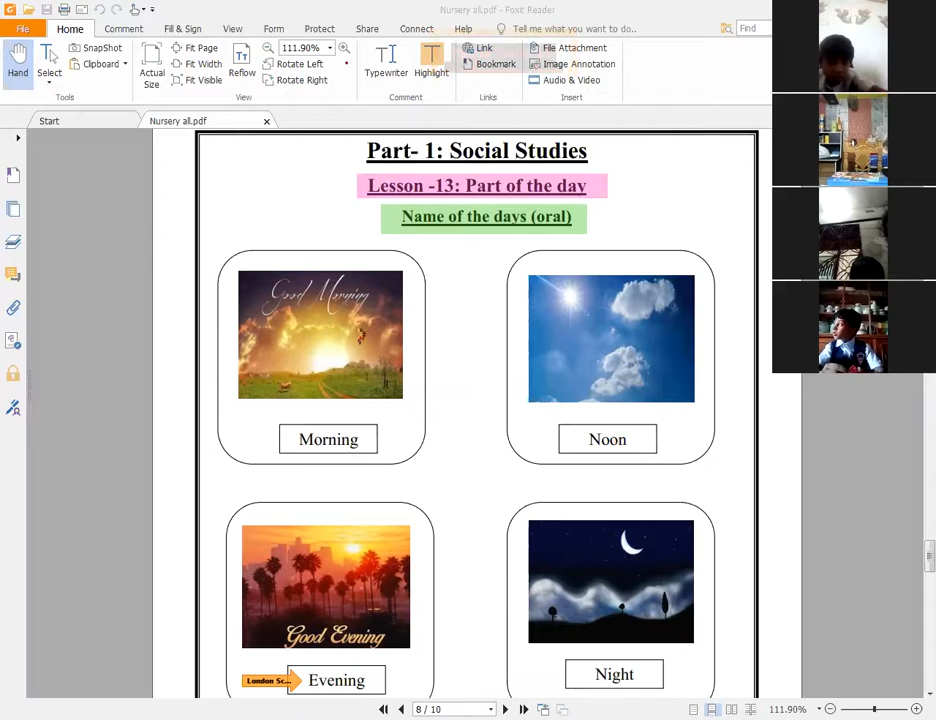 Nursery all.pdf - Foxit Reader
File Home Comment Fill & Sign View Form Protect Share Connect Help Tell me what you want to do.. Find
Hand
Select
SnapShot
Clipboard
Tools
Actual Size
Fit Page
Fit Width
Fit Visible
Reflow
111.90%
Rotate Left
Rotate Right
View
Typewriter
Highlight
Comment
Link
Bookmark
Links
File Attachment
Image Annotation
Audio & Video
Insert
Start
Nursery all.pdf
Part- 1: Social Studies
Lesson -13: Part of the day
Name of the days (oral)
Good Morning
Morning
Noon
Good Evening
London Sc...
Evening
Night
8 / 10
111.90%